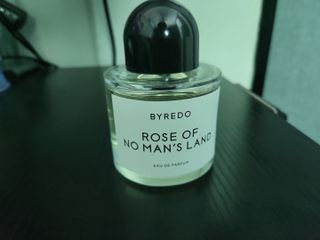 BYREDO
ROSE OF
NO MAN'S LAND
EAU DE PARFUM